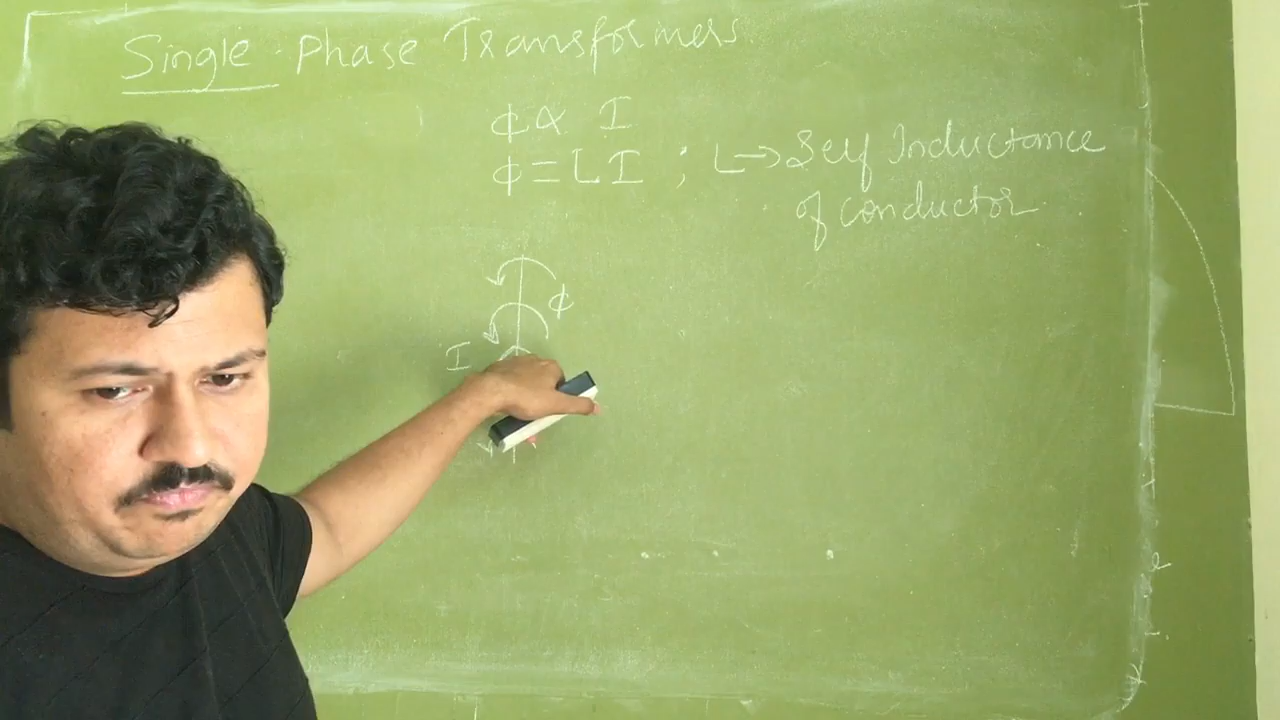 Single-Phase Transformers.
ϕ∝ I
ϕ=LI ; L→Self Inductance
of conductor.
ϕ
I